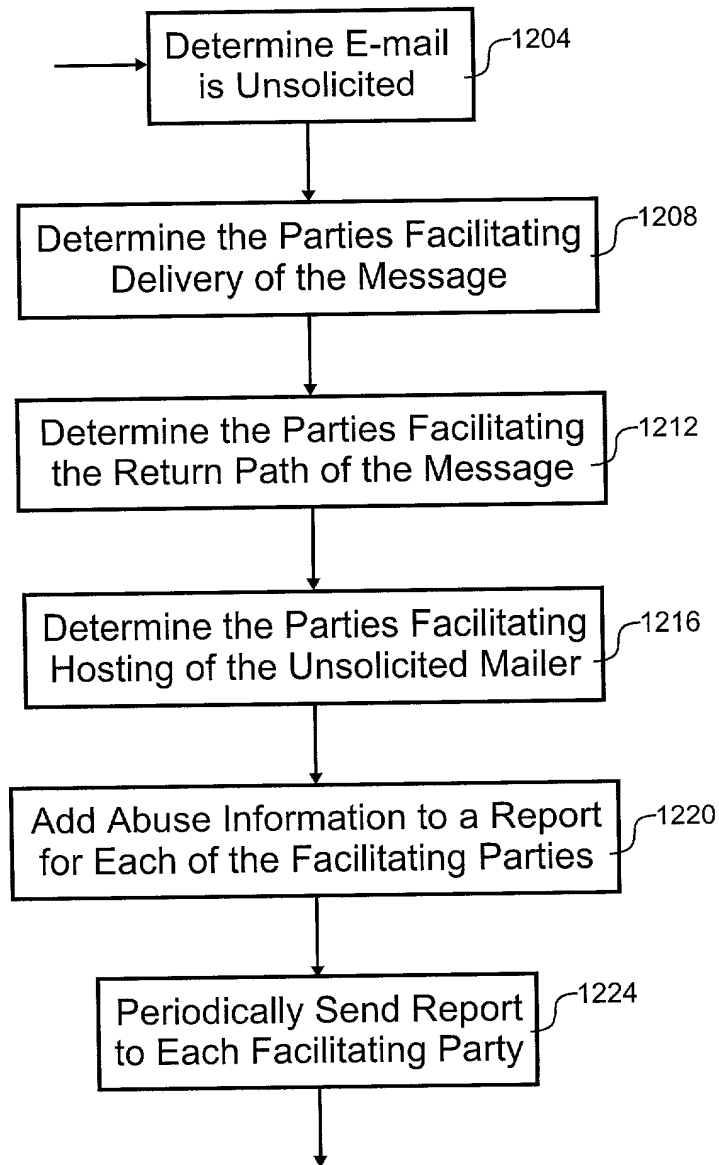 Determine E-mail
is Unsolicited
1204
Determine the Parties Facilitating
Delivery of the Message
1208
Determine the Parties Facilitating
the Return Path of the Message
1212
Determine the Parties Facilitating
Hosting of the Unsolicited Mailer
1216
Add Abuse Information to a Report
for Each of the Facilitating Parties
1220
Periodically Send Report
to Each Facilitating Party
1224